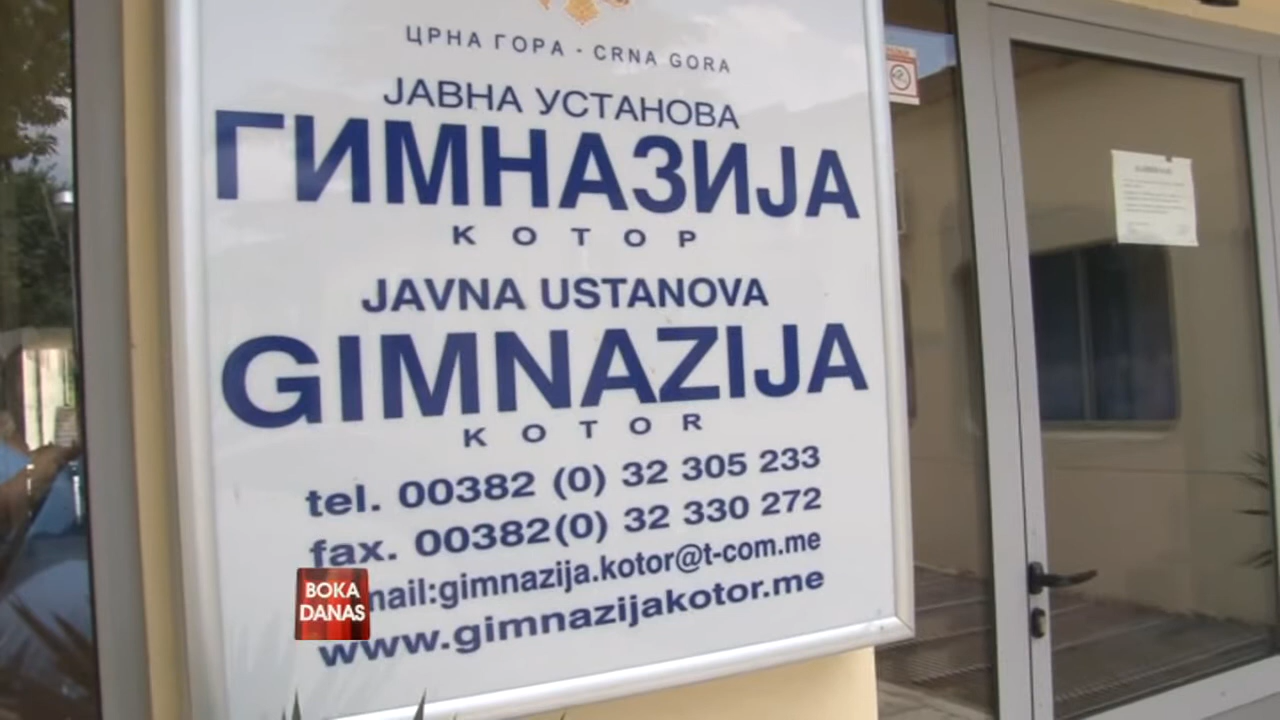 ЦРНА ГОРА - CRNA GORA
ЈАВНА УСТАНОВА
ГИМНАЗИЈА
КОТОР
JAVNA USTANOVA
GIMNAZIJA
KOTOR
tel. 00382 (0) 32 305 233
fax. 00382(0) 32 330 272
mail:gimnazija.kotor@t-com.me
www.gimnazijakotor.me
BOKA
DANAS